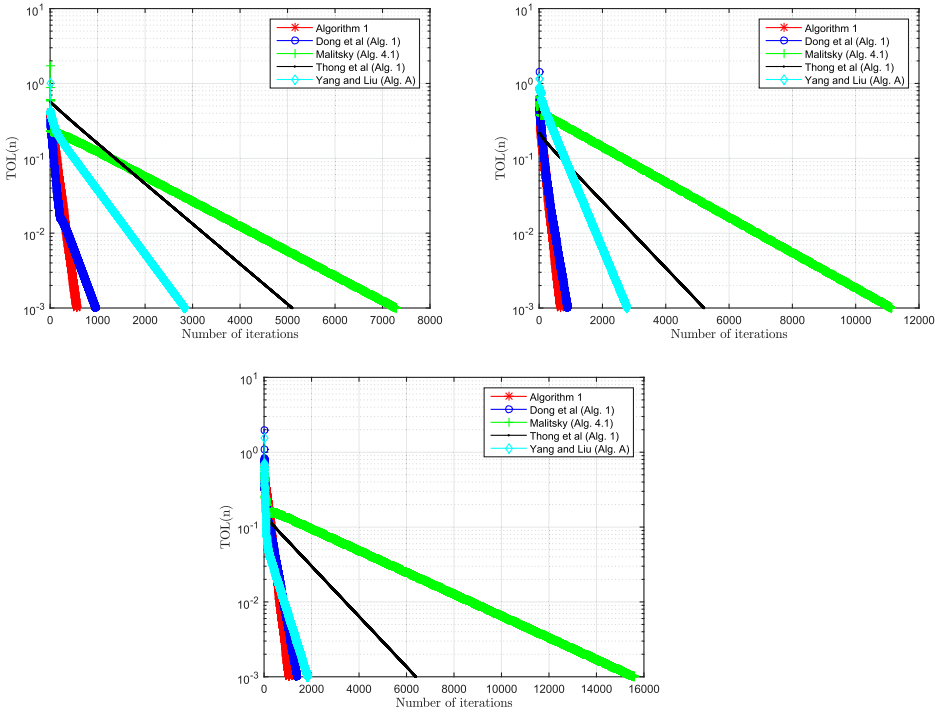 10^1
10^0
10^-1
10^-2
10^-3
TOL(n)
Algorithm 1
Dong et al (Alg. 1)
Malitsky (Alg. 4.1)
Thong et al (Alg. 1)
Yang and Liu (Alg. A)
0 1000 2000 3000 4000 5000 6000 7000 8000
Number of iterations
10^1
10^0
10^-1
10^-2
10^-3
TOL(n)
Algorithm 1
Dong et al (Alg. 1)
Malitsky (Alg. 4.1)
Thong et al (Alg. 1)
Yang and Liu (Alg. A)
0 2000 4000 6000 8000 10000 12000
Number of iterations
10^1
10^0
10^-1
10^-2
10^-3
TOL(n)
Algorithm 1
Dong et al (Alg. 1)
Malitsky (Alg. 4.1)
Thong et al (Alg. 1)
Yang and Liu (Alg. A)
0 2000 4000 6000 8000 10000 12000 14000 16000
Number of iterations